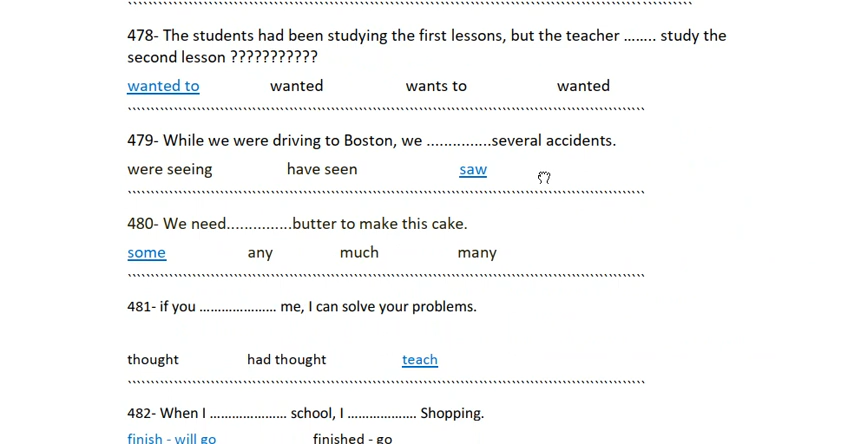 478- The students had been studying the first lessons, but the teacher …….. study the
second lesson ???????????
wanted to wanted wants to wanted
479- While we were driving to Boston, we ...............several accidents.
were seeing have seen saw
480- We need...............butter to make this cake.
some any much many
481- if you ………………… me, I can solve your problems.
thought had thought teach
482- When I ………………… school, I ………………. Shopping.
finish - will go finished - go